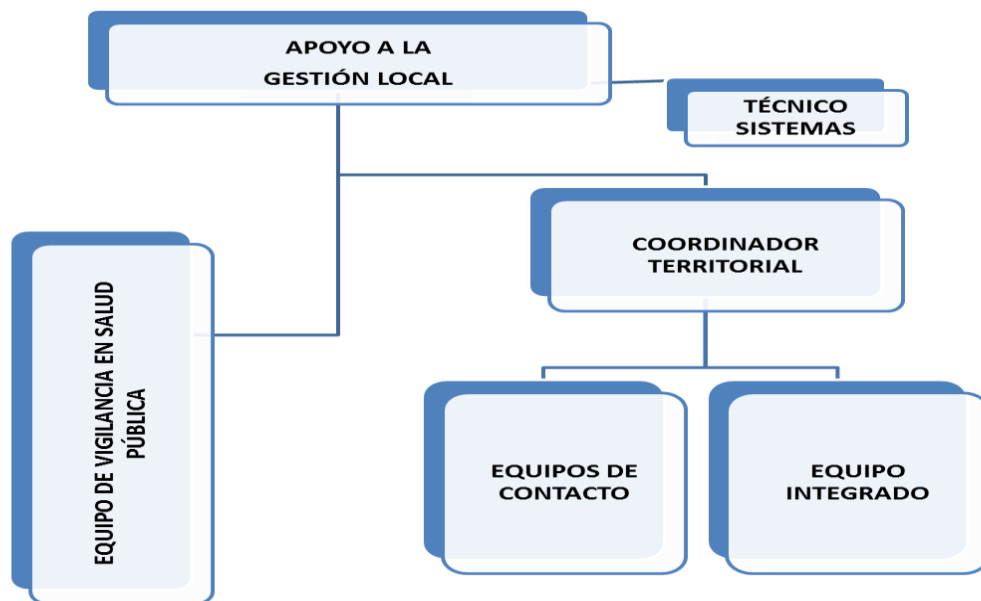 APOYO A LA
GESTIÓN LOCAL
TÉCNICO
SISTEMAS
COORDINADOR
TERRITORIAL
EQUIPO DE VIGILANCIA EN SALUD
PÚBLICA
EQUIPOS DE
CONTACTO
EQUIPO
INTEGRADO